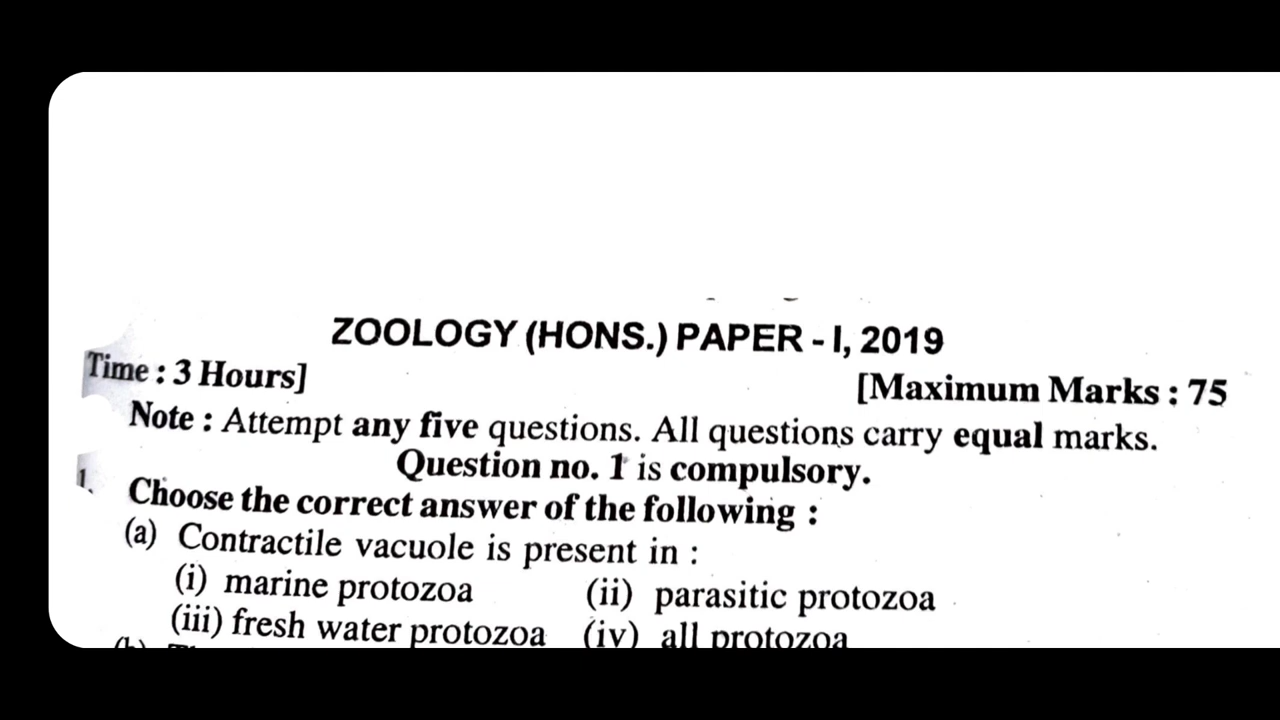 ZOOLOGY (HONS.) PAPER - I, 2019
Time : 3 Hours]
[Maximum Marks : 75
Note : Attempt any five questions. All questions carry equal marks.
Question no. 1 is compulsory.
1. Choose the correct answer of the following :
(a) Contractile vacuole is present in :
(i) marine protozoa (ii) parasitic protozoa
(iii) fresh water protozoa (iv) all protozoa
(b)